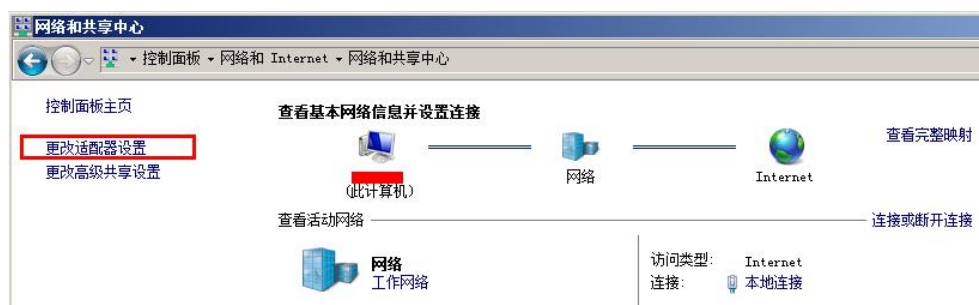 网络和共享中心
控制面板 网络和 Internet 网络和共享中心
控制面板主页
更改适配器设置
更改高级共享设置
查看基本网络信息并设置连接
查看完整映射
(此计算机)
网络
Internet
查看活动网络
连接或断开连接
网络
工作网络
访问类型: Internet
连接: 本地连接